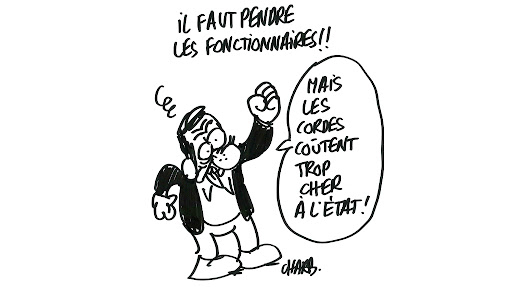 IL FAUT PENDRE
LES FONCTIONNAIRES!!
MAIS
LES
CORDES
COÛTENT
TROP
CHER
À L'ÉTAT!
CHARB.